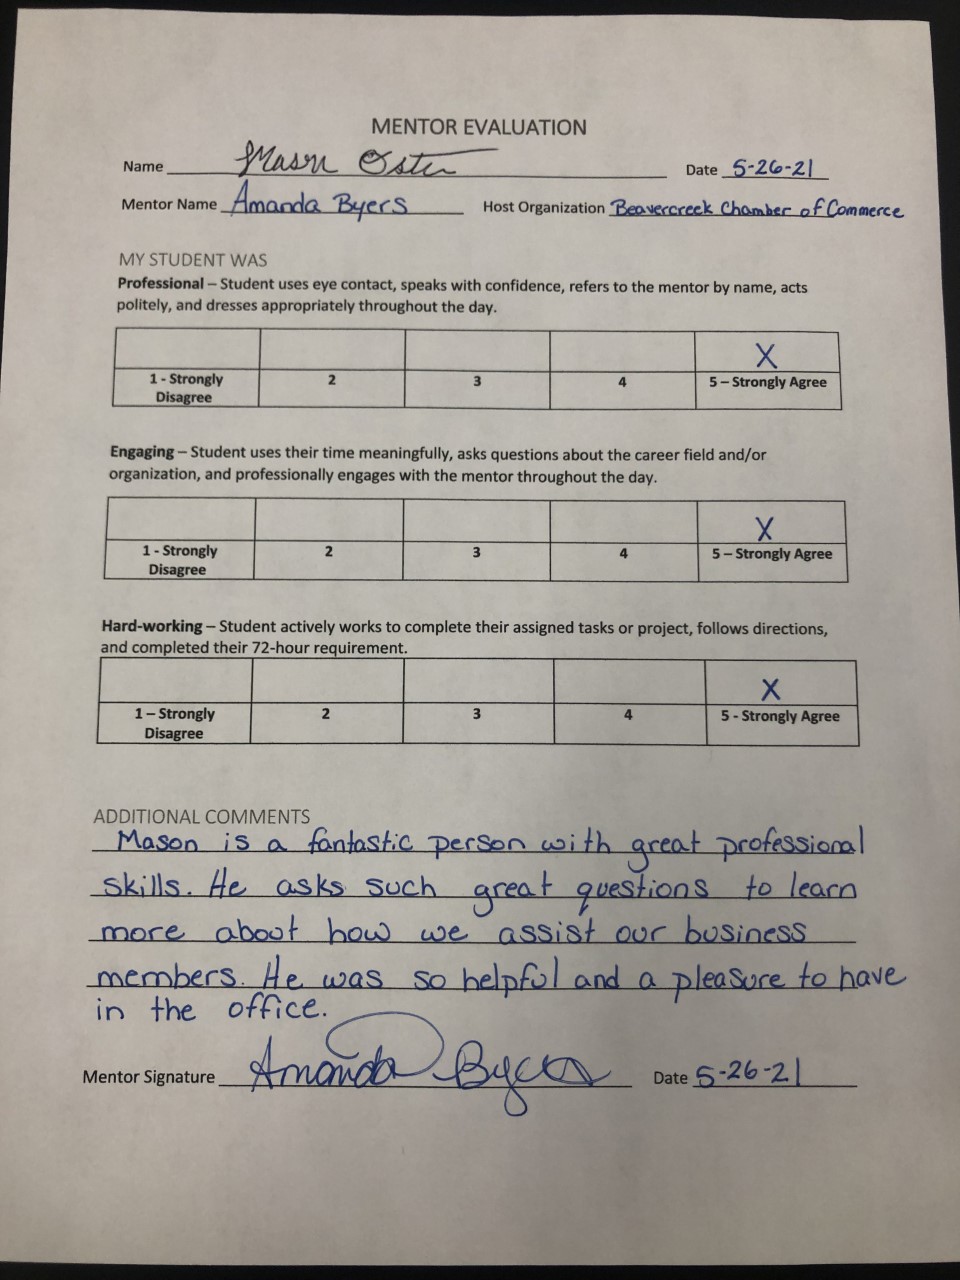 MENTOR EVALUATION
Name Mason Date 5-26-21
Mentor Name Amanda Byers Host Organization Beavercreek Chamber of Commerce
MY STUDENT WAS
Professional – Student uses eye contact, speaks with confidence, refers to the mentor by name, acts
politely, and dresses appropriately throughout the day.
X
1 - Strongly Disagree 2 3 4 5 – Strongly Agree
Engaging – Student uses their time meaningfully, asks questions about the career field and/or
organization, and professionally engages with the mentor throughout the day.
X
1 - Strongly Disagree 2 3 4 5 – Strongly Agree
Hard-working – Student actively works to complete their assigned tasks or project, follows directions,
and completed their 72-hour requirement.
X
1 – Strongly Disagree 2 3 4 5 - Strongly Agree
ADDITIONAL COMMENTS
Mason is a fantastic person with great professional
skills. He asks such great questions to learn
more about how we assist our business
members. He was so helpful and a pleasure to have
in the office.
Mentor Signature Amanda Byers Date 5-26-21